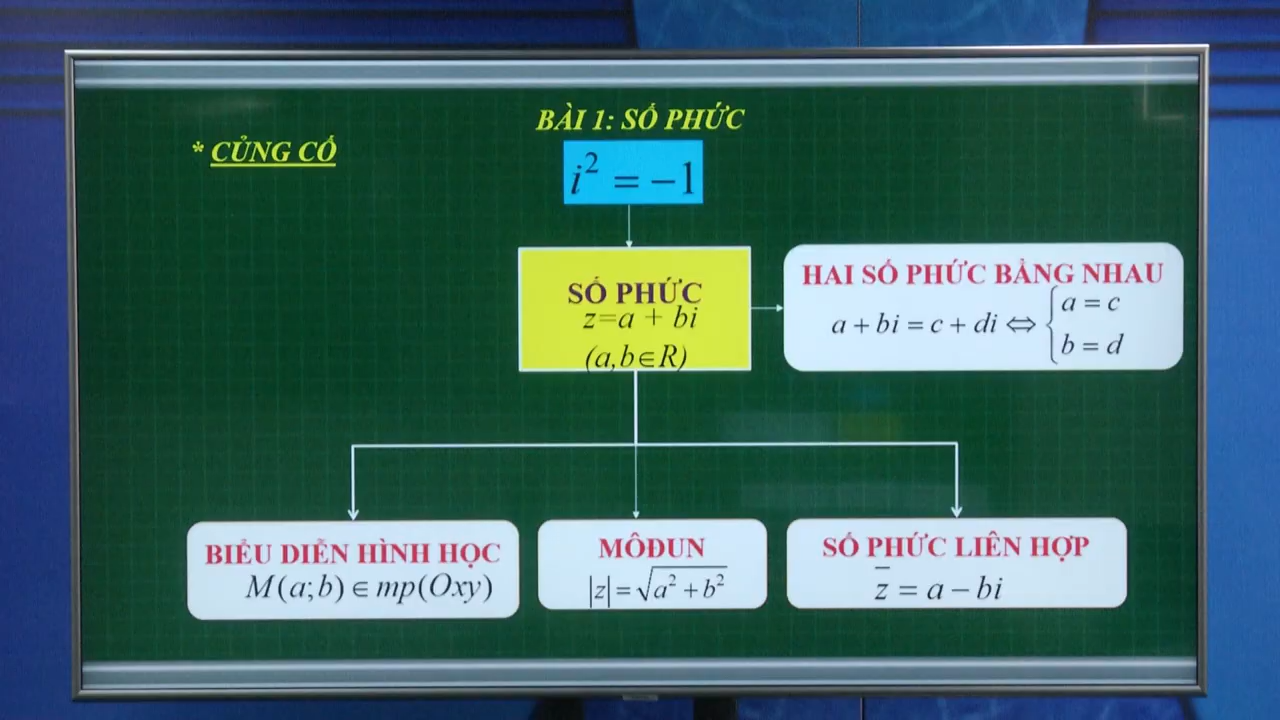 BÀI 1: SỐ PHỨC
* CỦNG CỐ
i² = −1
SỐ PHỨC
z=a + bi
(a,b∈R)
HAI SỐ PHỨC BẰNG NHAU
a + bi = c + di ⇔ { a = c
b = d
BIỂU DIỄN HÌNH HỌC
M(a;b) ∈ mp(Oxy)
MÔĐUN
|z| = √(a² + b²)
SỐ PHỨC LIÊN HỢP
z̅ = a − bi